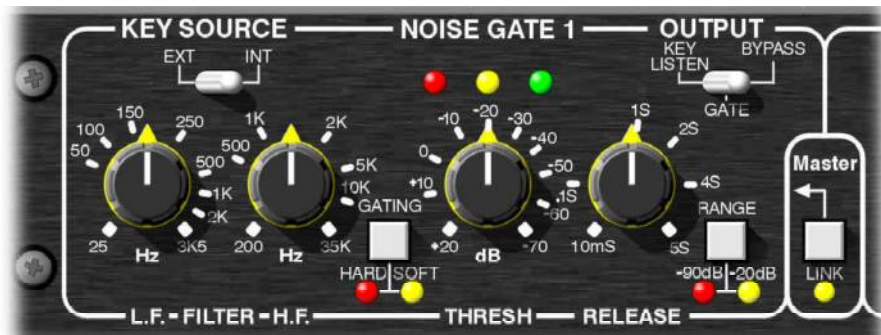 KEY SOURCE
NOISE GATE 1
OUTPUT
EXT INT
KEY LISTEN BYPASS
GATE
25 50 100 150 250 500 1K 2K 3K5
Hz
200 500 1K 2K 5K 10K 35K
Hz
GATING
HARD SOFT
+20 +10 0 -10 -20 -30 -40 -50 -60 -70
dB
10mS .1S 1S 2S 4S 5S
RANGE
-90dB -20dB
Master
LINK
L.F. - FILTER - H.F.
THRESH
RELEASE